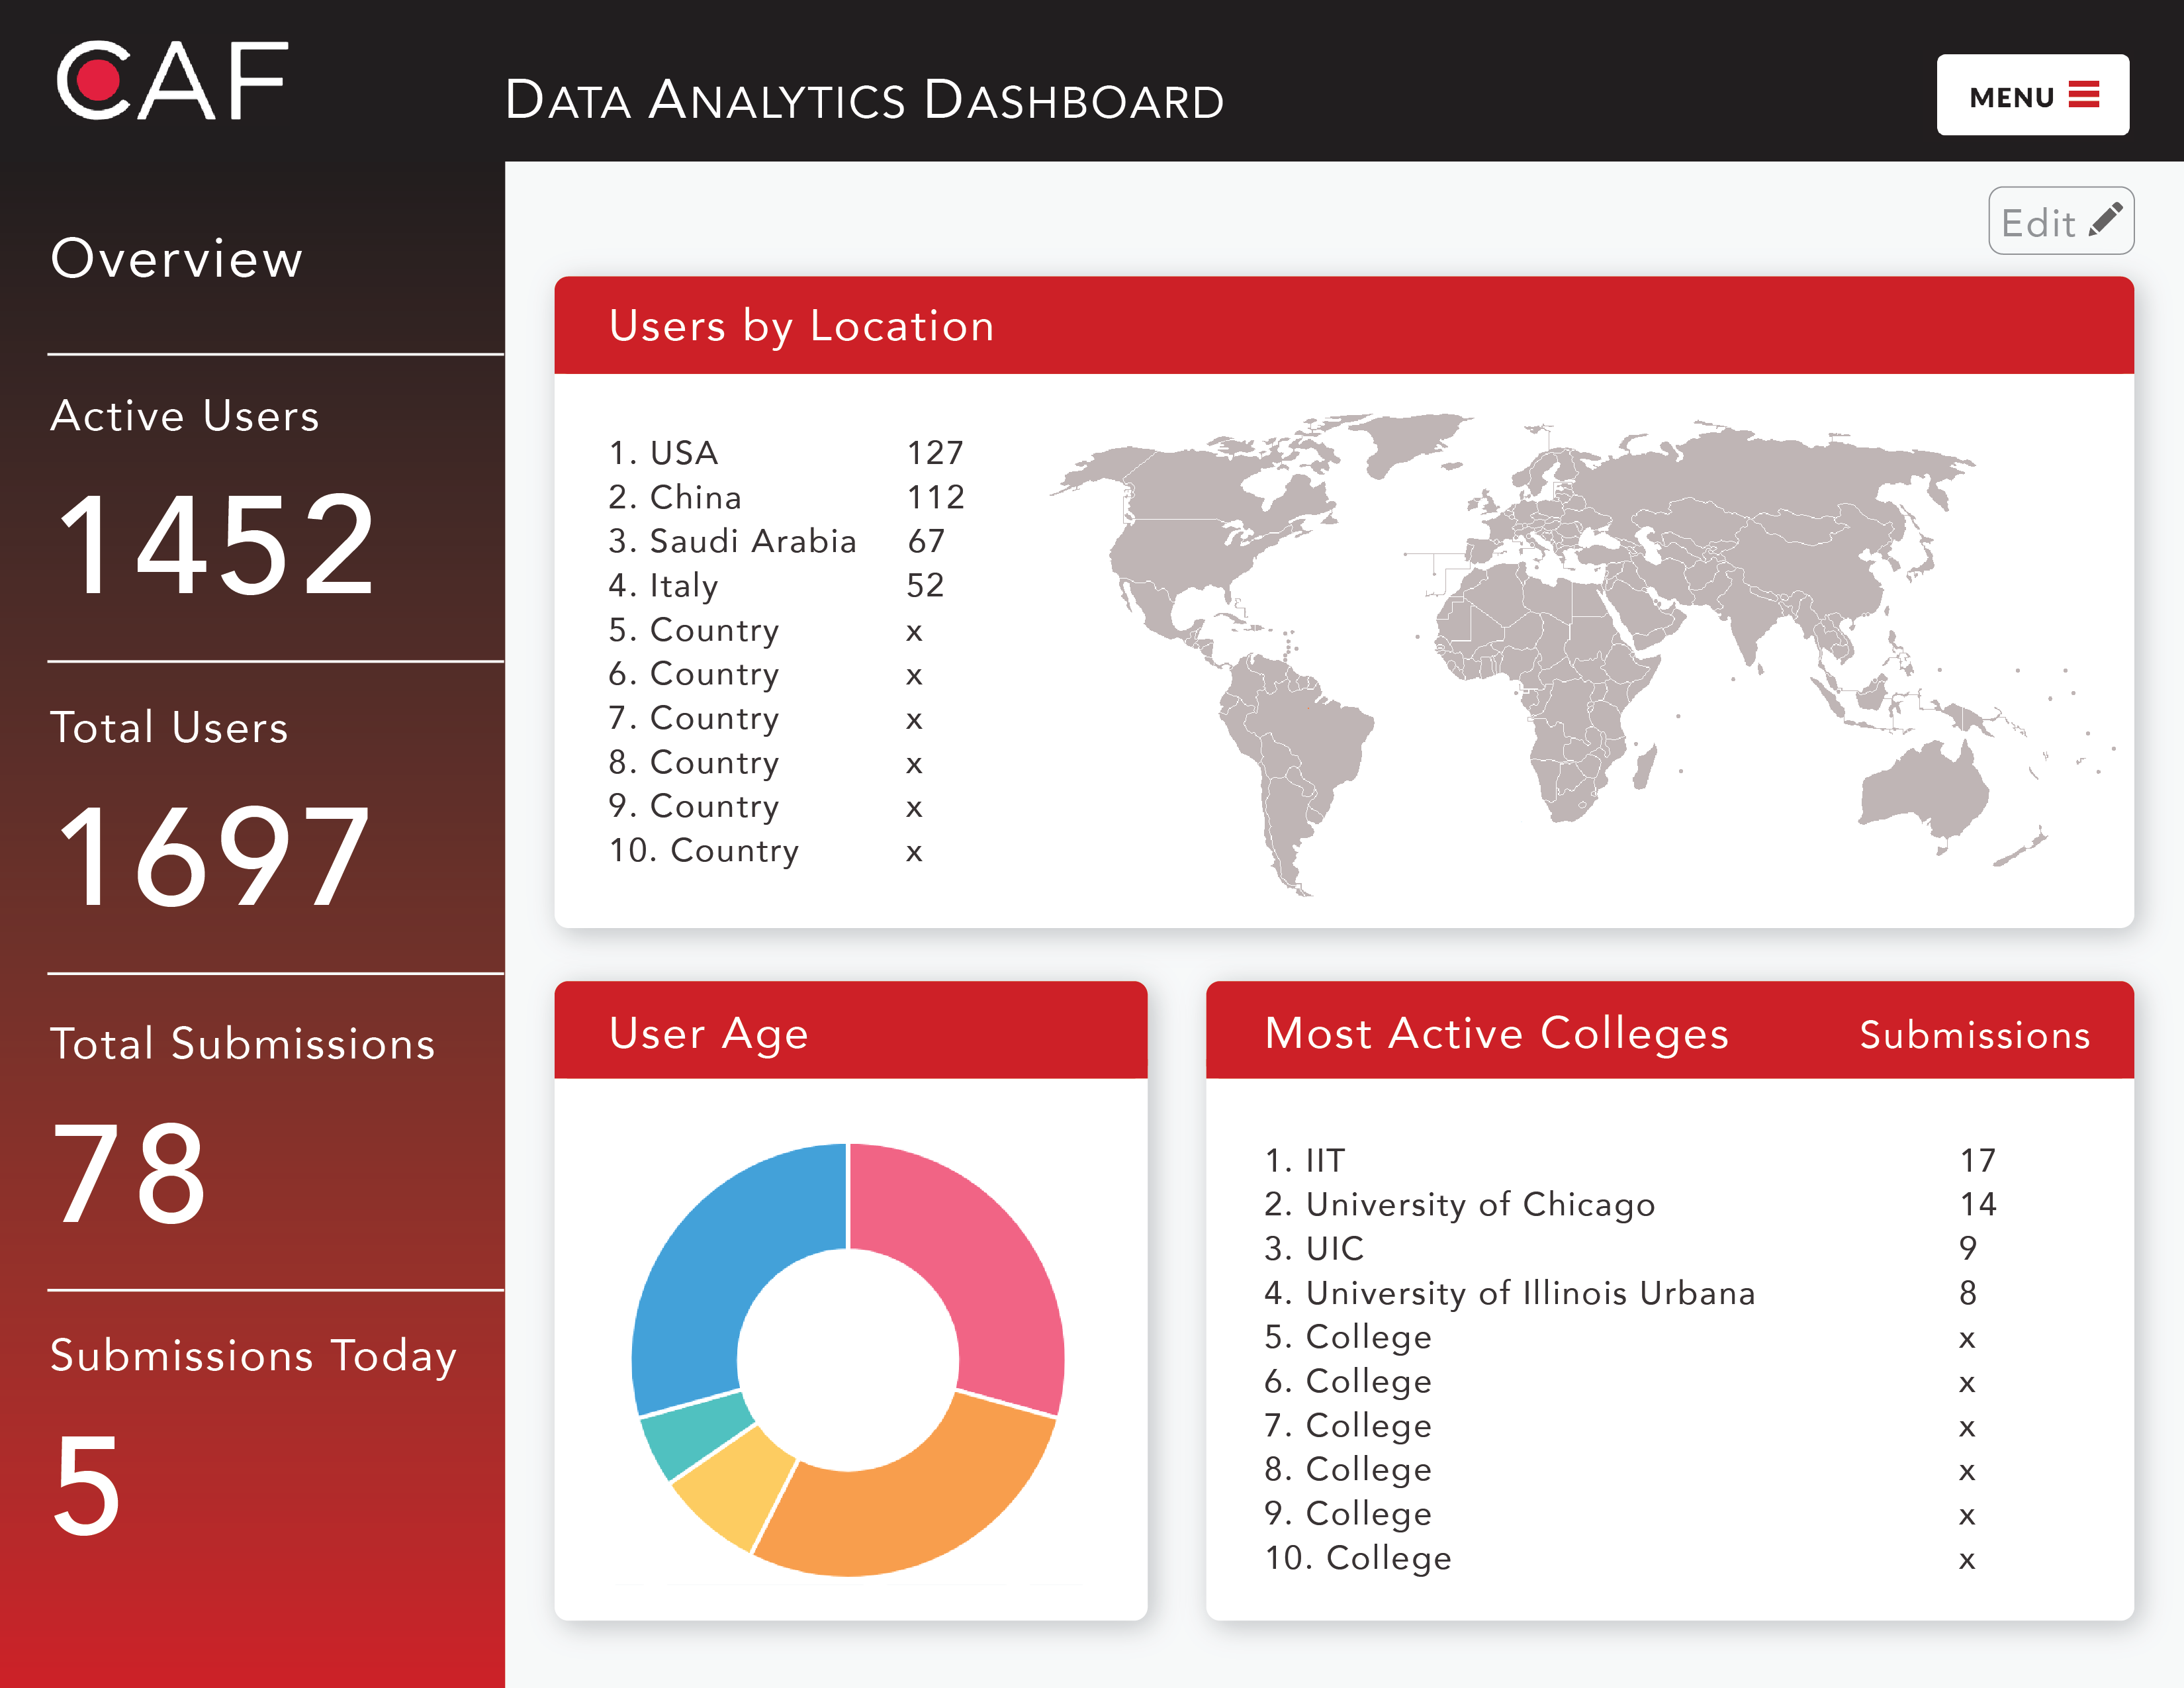 CAF
DATA ANALYTICS DASHBOARD
MENU
Edit
Overview
Active Users
1452
Total Users
1697
Total Submissions
78
Submissions Today
5
Users by Location
1. USA 127
2. China 112
3. Saudi Arabia 67
4. Italy 52
5. Country x
6. Country x
7. Country x
8. Country x
9. Country x
10. Country x
User Age
Most Active Colleges Submissions
1. IIT 17
2. University of Chicago 14
3. UIC 9
4. University of Illinois Urbana 8
5. College x
6. College x
7. College x
8. College x
9. College x
10. College x